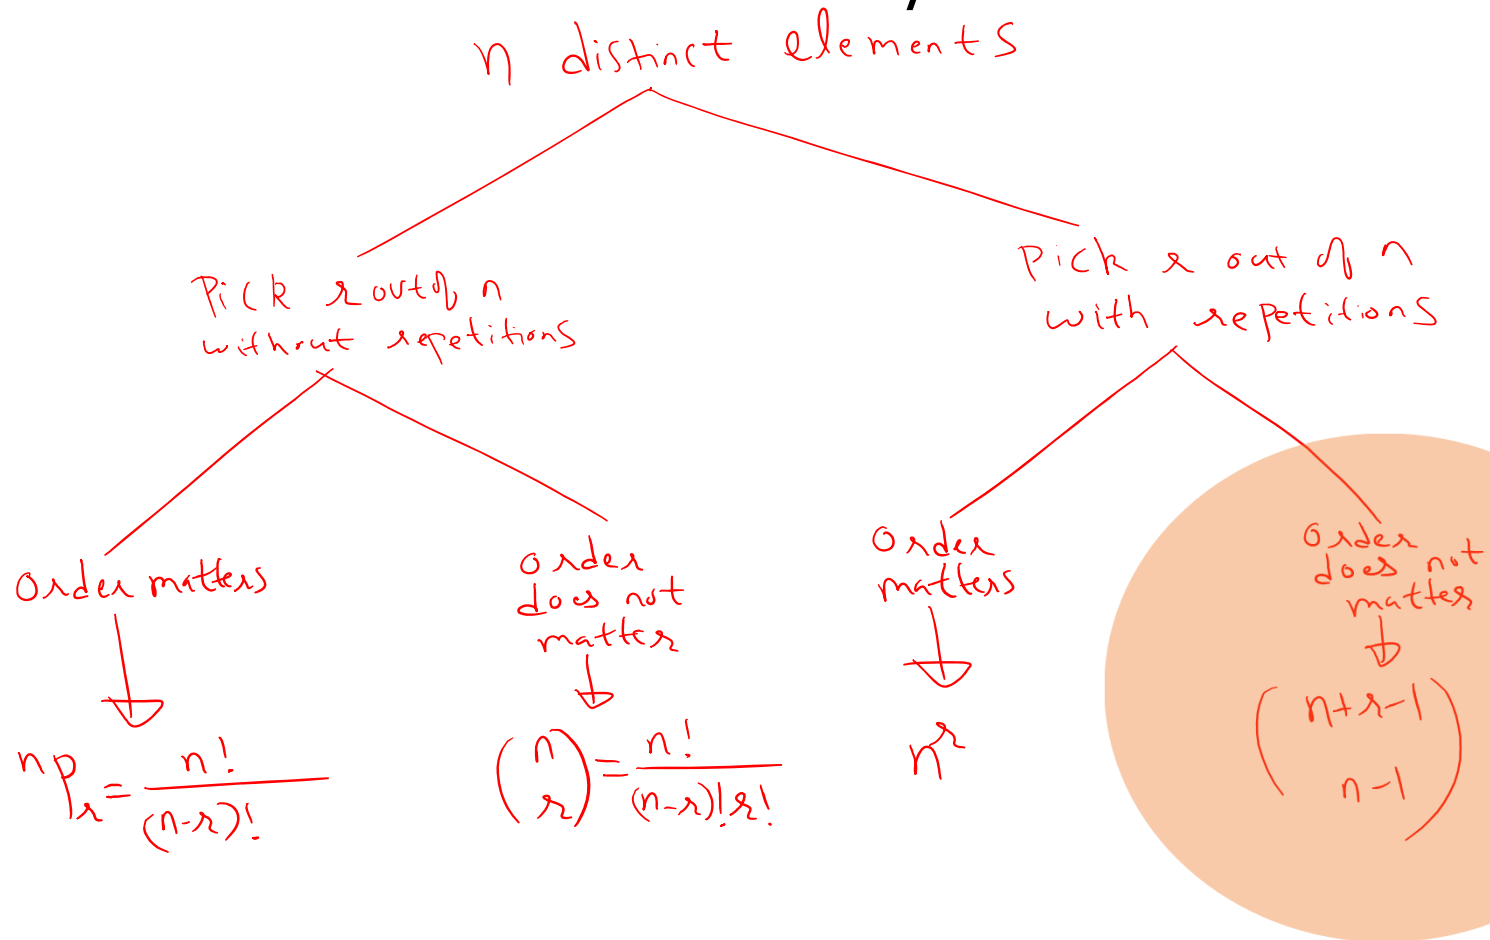 n distinct elements
Pick r out of n
without repetitions
Pick r out of n
with repetitions
Order matters
Order
does not
matter
Order
matters
Order
does not
matter
ⁿPᵣ = n! / (n-r)!
(n r) = n! / (n-r)! r!
nʳ
(n+r-1
n-1)